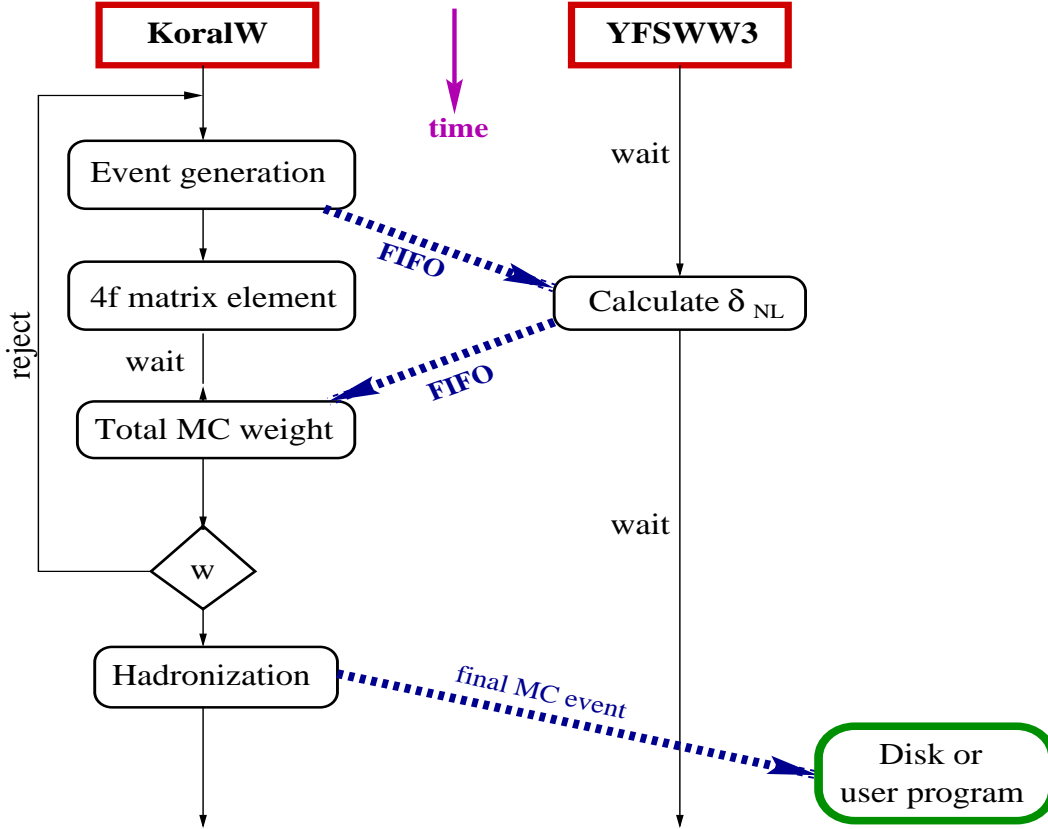 KoralW
YFSWW3
time
wait
Event generation
FIFO
4f matrix element
Calculate δ NL
reject
wait
FIFO
Total MC weight
wait
w
Hadronization
final MC event
Disk or
user program